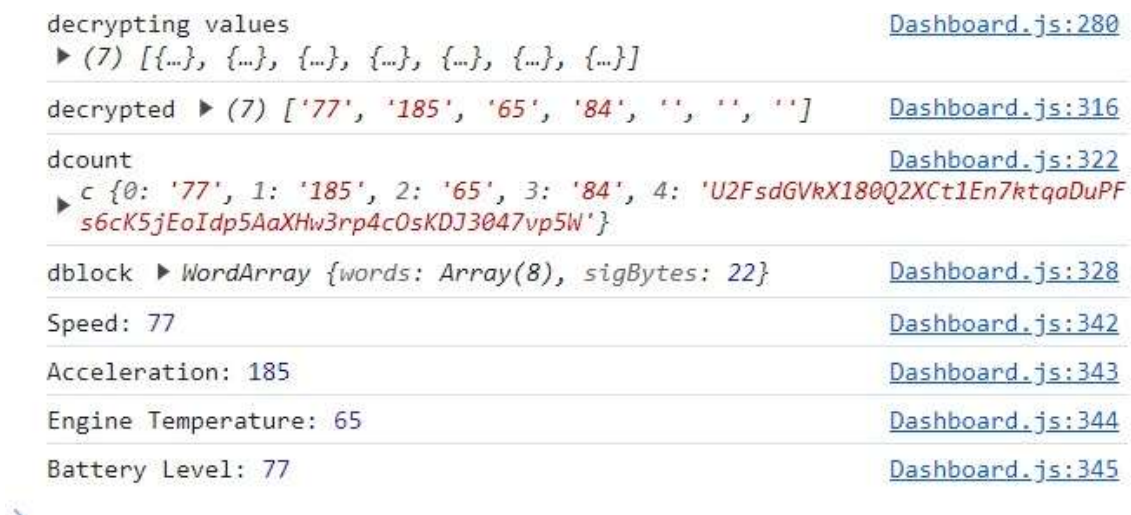 decrypting values Dashboard.js:280
▶ (7) [{…}, {…}, {…}, {…}, {…}, {…}, {…}]
decrypted ▶ (7) ['77', '185', '65', '84', '', '', ''] Dashboard.js:316
dcount Dashboard.js:322
▶ c {0: '77', 1: '185', 2: '65', 3: '84', 4: 'U2FsdGVkX180Q2XCt1En7ktqaDuPF
s6cK5jEoIdp5AaXHw3rp4cOsKDJ3047vp5W'}
dblock ▶ WordArray {words: Array(8), sigBytes: 22} Dashboard.js:328
Speed: 77 Dashboard.js:342
Acceleration: 185 Dashboard.js:343
Engine Temperature: 65 Dashboard.js:344
Battery Level: 77 Dashboard.js:345